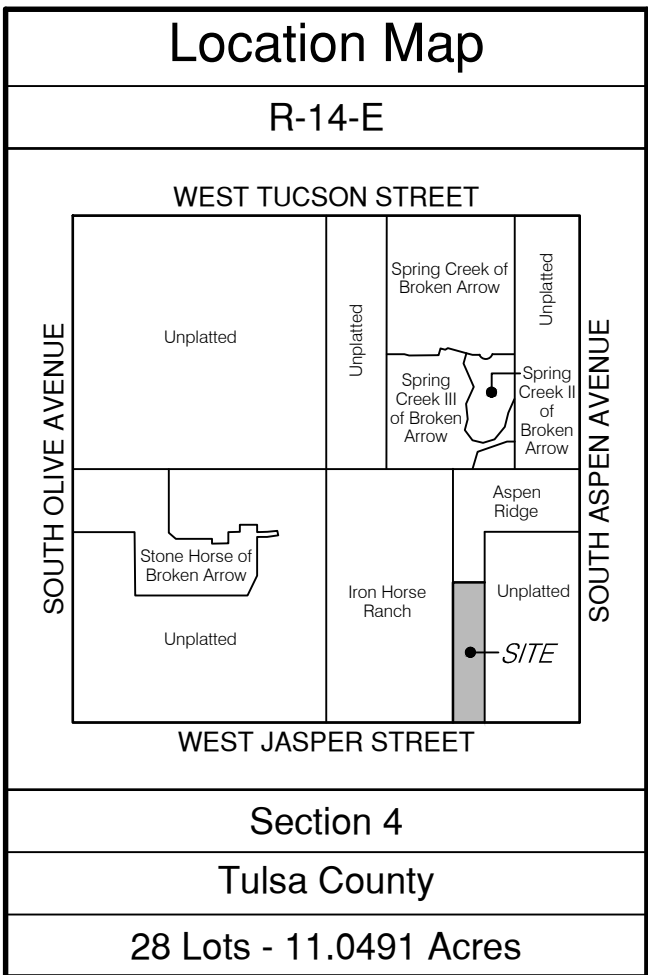 Location Map
R-14-E
WEST TUCSON STREET
SOUTH OLIVE AVENUE
Unplatted
Unplatted
Spring Creek of
Broken Arrow
Unplatted
Spring
Creek III
of Broken
Arrow
Spring
Creek II
of
Broken
Arrow
SOUTH ASPEN AVENUE
Aspen
Ridge
Stone Horse of
Broken Arrow
Unplatted
Iron Horse
Ranch
Unplatted
SITE
WEST JASPER STREET
Section 4
Tulsa County
28 Lots - 11.0491 Acres